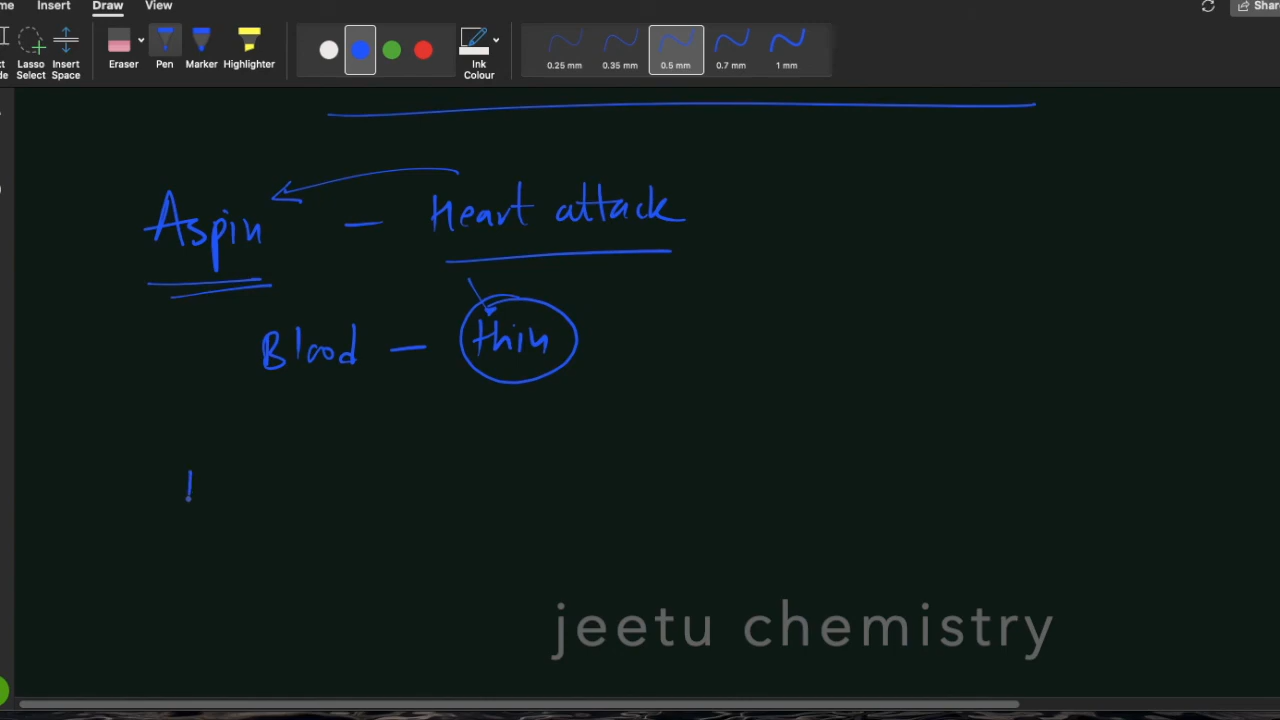 Insert Draw View
Share
Lasso Select
Insert Space
Eraser
Pen
Marker
Highlighter
Ink Colour
0.25 mm
0.35 mm
0.5 mm
0.7 mm
1 mm
Aspin - Heart attack
Blood - thin
jeetu chemistry